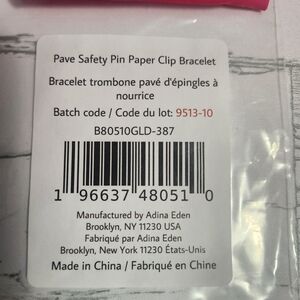 Pave Safety Pin Paper Clip Bracelet
Bracelet trombone pavé d'épingles à
nourrice
Batch code / Code du lot: 9513-10
B80510GLD-387
1 96637 48051 0
Manufactured by Adina Eden
Brooklyn, NY 11230 USA
Fabriqué par Adina Eden
Brooklyn, New York 11230 États-Unis
Made in China / Fabriqué en Chine